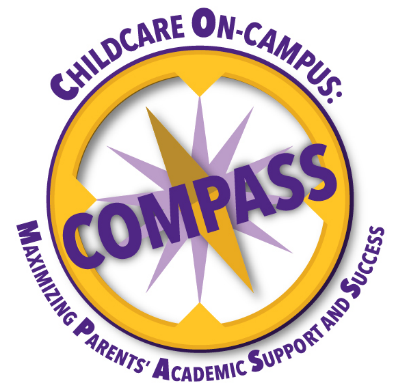 CHILDCARE ON-CAMPUS:
COMPASS
MAXIMIZING PARENTS' ACADEMIC SUPPORT AND SUCCESS